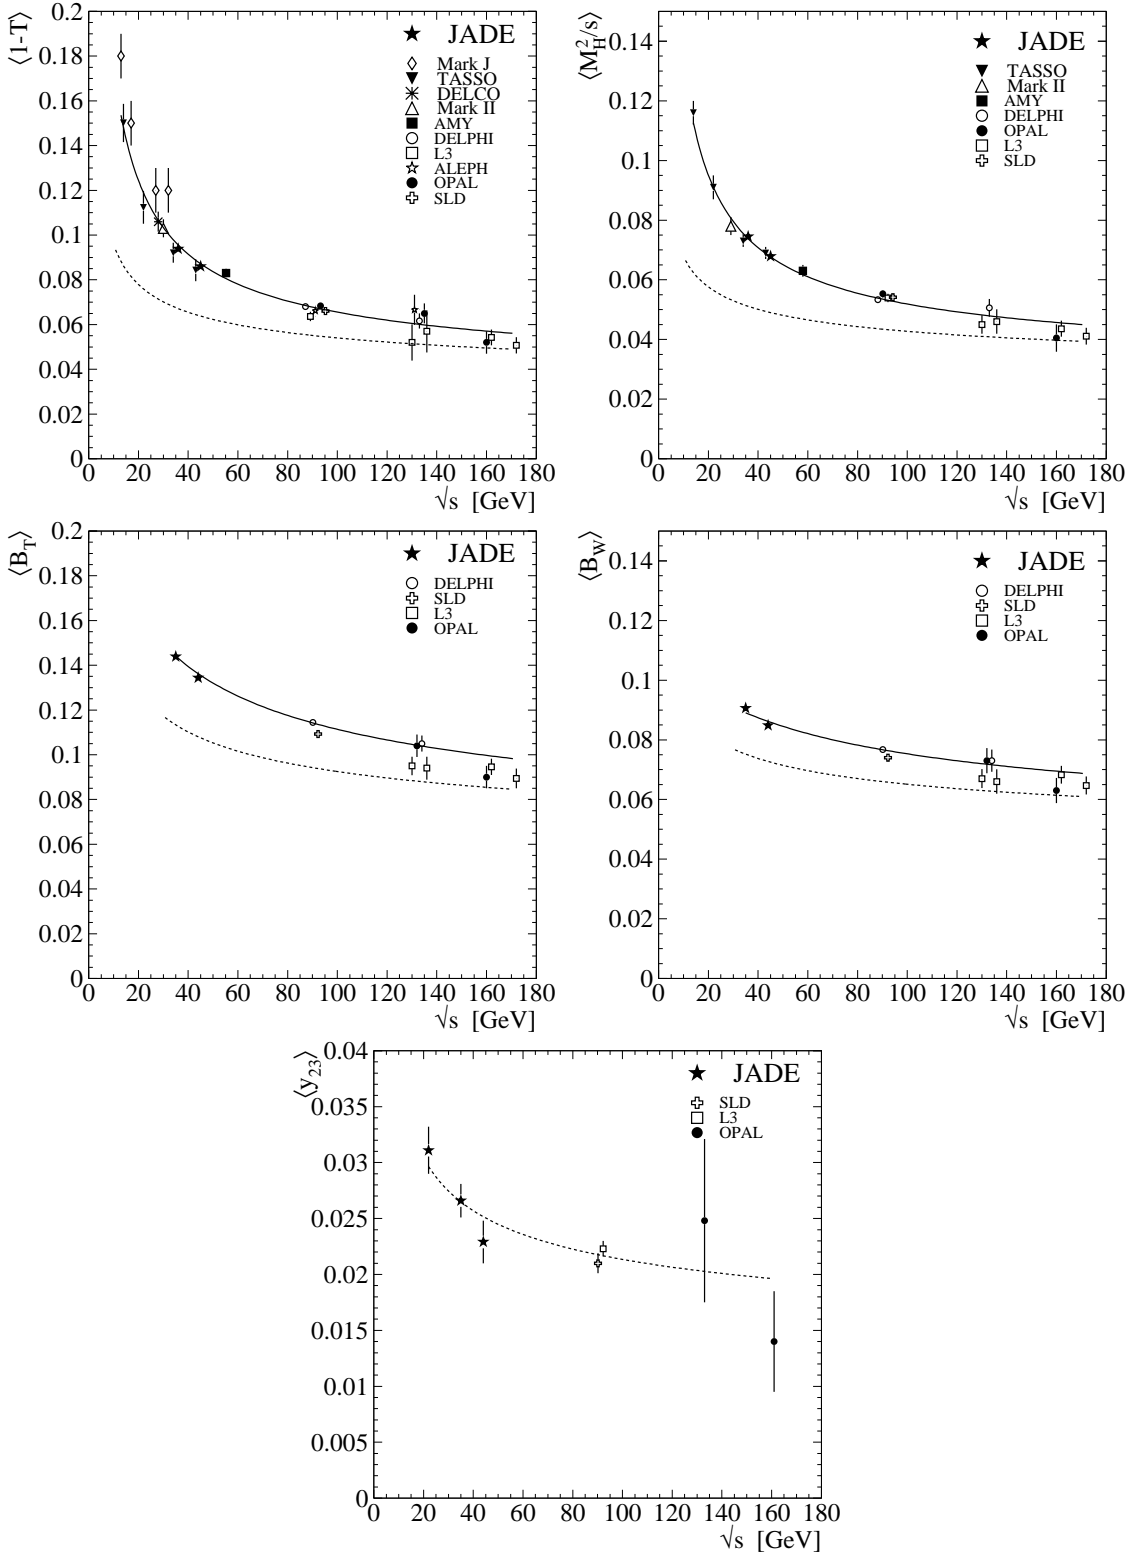 ⟨1-T⟩
0.2
0.18
0.16
0.14
0.12
0.1
0.08
0.06
0.04
0.02
0
0 20 40 60 80 100 120 140 160 180
√s [GeV]
JADE
Mark J
TASSO
DELCO
Mark II
AMY
DELPHI
L3
ALEPH
OPAL
SLD
⟨M_H^2/s⟩
0.14
0.12
0.1
0.08
0.06
0.04
0.02
0
0 20 40 60 80 100 120 140 160 180
√s [GeV]
JADE
TASSO
Mark II
AMY
DELPHI
OPAL
L3
SLD
⟨B_T⟩
0.2
0.18
0.16
0.14
0.12
0.1
0.08
0.06
0.04
0.02
0
0 20 40 60 80 100 120 140 160 180
√s [GeV]
JADE
DELPHI
SLD
L3
OPAL
⟨B_W⟩
0.14
0.12
0.1
0.08
0.06
0.04
0.02
0
0 20 40 60 80 100 120 140 160 180
√s [GeV]
JADE
DELPHI
SLD
L3
OPAL
⟨y_23⟩
0.04
0.035
0.03
0.025
0.02
0.015
0.01
0.005
0
0 20 40 60 80 100 120 140 160 180
√s [GeV]
JADE
SLD
L3
OPAL